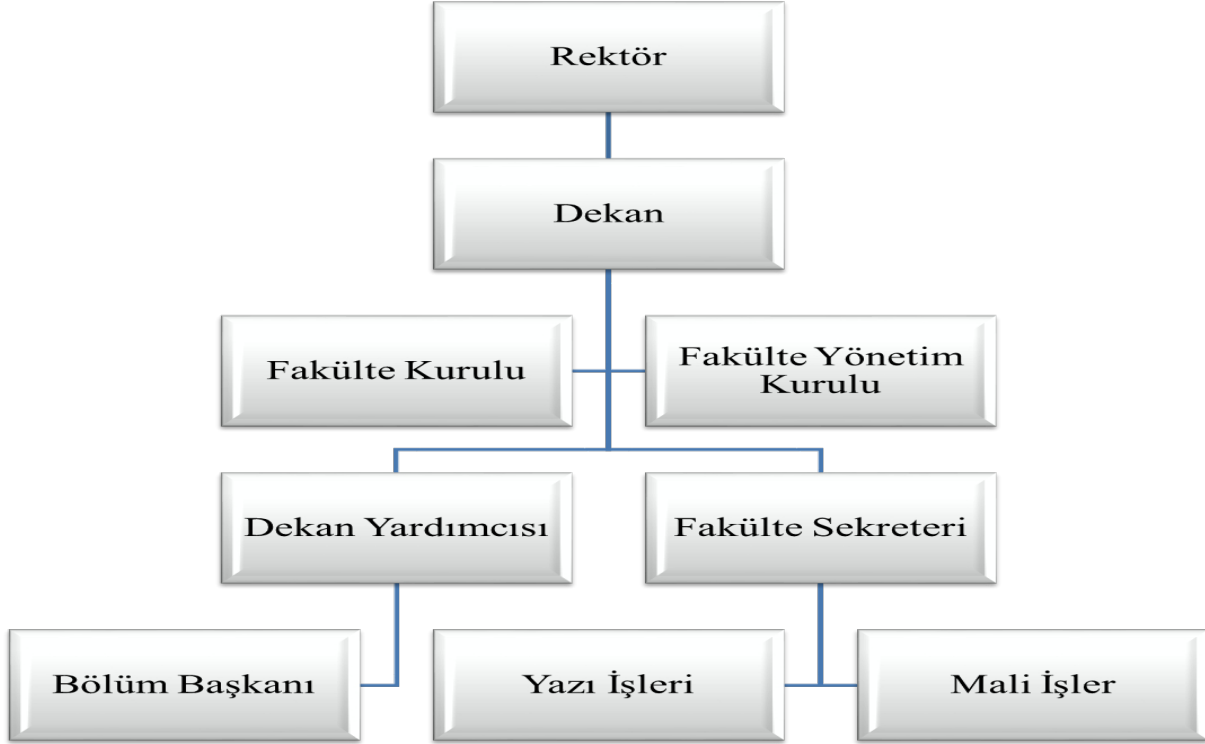 Rektör
Dekan
Fakülte Kurulu
Fakülte Yönetim
Kurulu
Dekan Yardımcısı
Fakülte Sekreteri
Bölüm Başkanı
Yazı İşleri
Mali İşler